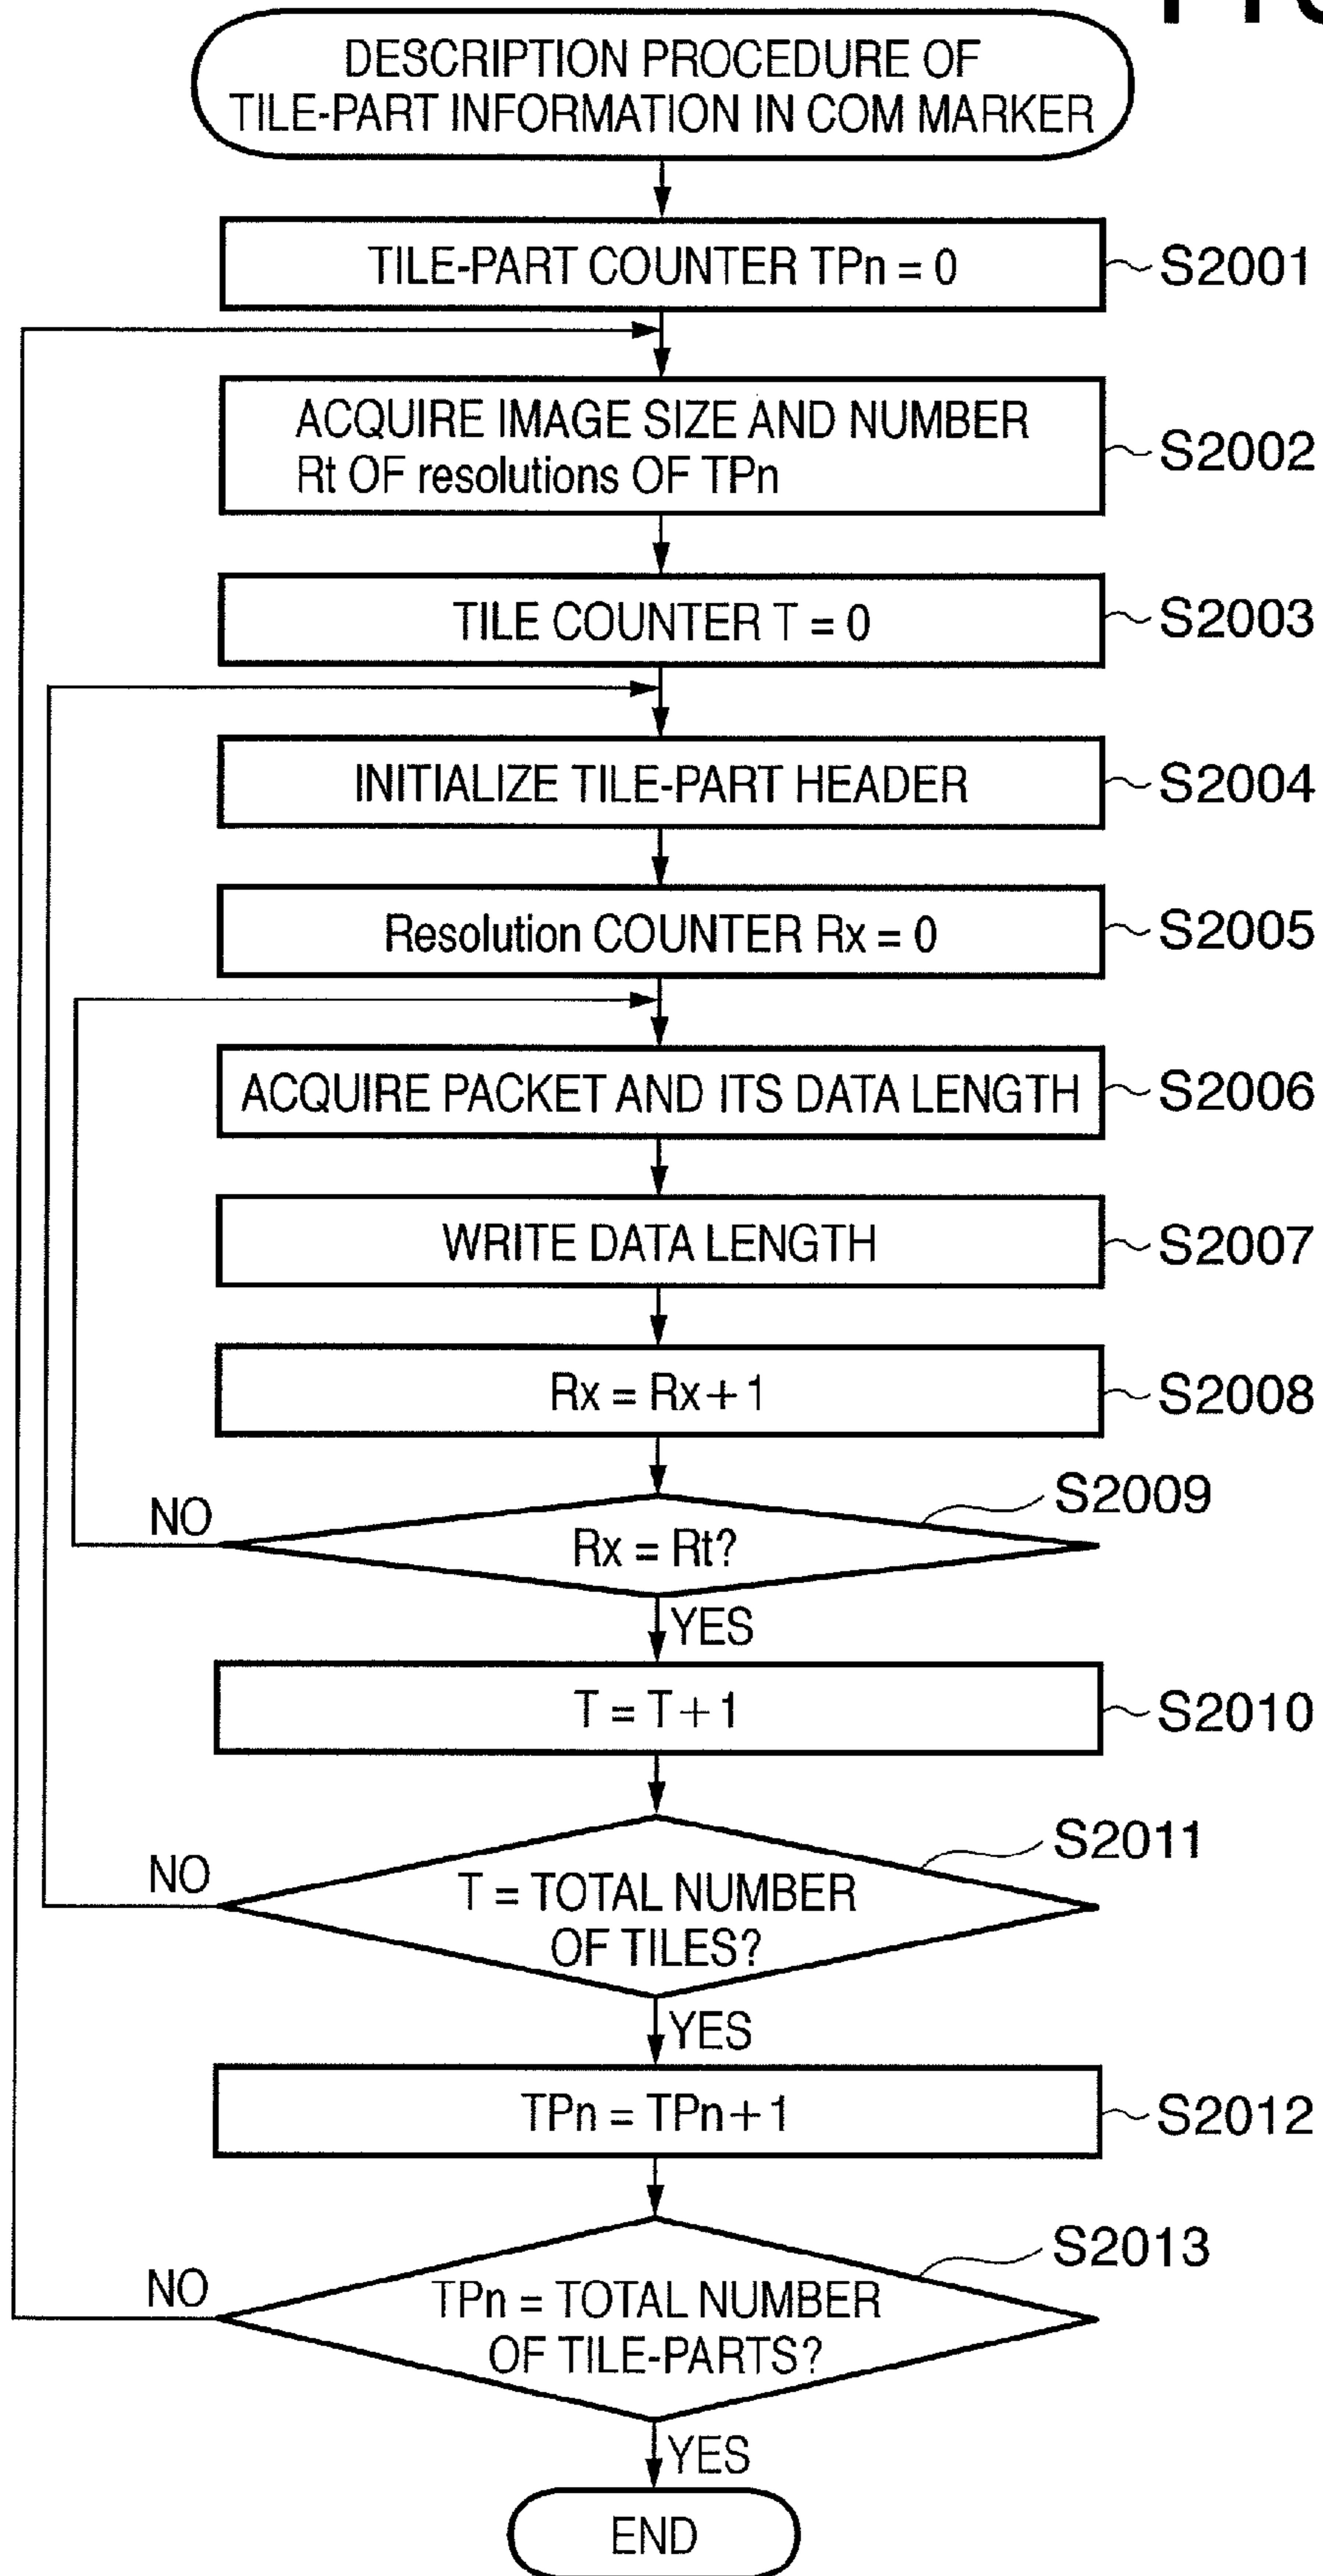 DESCRIPTION PROCEDURE OF
TILE-PART INFORMATION IN COM MARKER
TILE-PART COUNTER TPn = 0
S2001
ACQUIRE IMAGE SIZE AND NUMBER
Rt OF resolutions OF TPn
S2002
TILE COUNTER T = 0
S2003
INITIALIZE TILE-PART HEADER
S2004
Resolution COUNTER Rx = 0
S2005
ACQUIRE PACKET AND ITS DATA LENGTH
S2006
WRITE DATA LENGTH
S2007
Rx = Rx+1
S2008
S2009
NO
Rx = Rt?
YES
T = T+1
S2010
S2011
NO
T = TOTAL NUMBER
OF TILES?
YES
TPn = TPn+1
S2012
S2013
NO
TPn = TOTAL NUMBER
OF TILE-PARTS?
YES
END